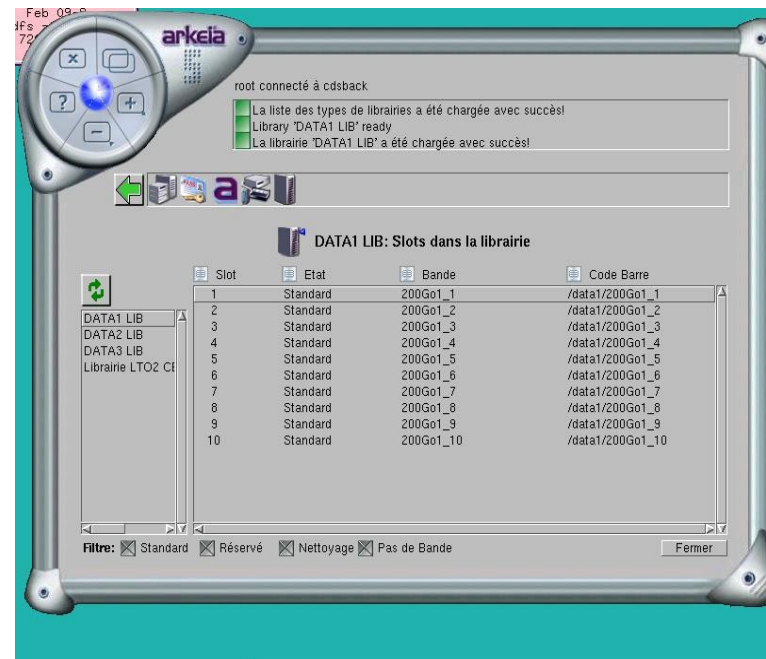 Feb 09
dfs
72
arkeia
root connecté à cdsback
La liste des types de librairies a été chargée avec succès!
Library 'DATA1 LIB' ready
La librairie 'DATA1 LIB' a été chargée avec succès!
DATA1 LIB: Slots dans la librairie
Slot Etat Bande Code Barre
1 Standard 200Go1_1 /data1/200Go1_1
2 Standard 200Go1_2 /data1/200Go1_2
3 Standard 200Go1_3 /data1/200Go1_3
4 Standard 200Go1_4 /data1/200Go1_4
5 Standard 200Go1_5 /data1/200Go1_5
6 Standard 200Go1_6 /data1/200Go1_6
7 Standard 200Go1_7 /data1/200Go1_7
8 Standard 200Go1_8 /data1/200Go1_8
9 Standard 200Go1_9 /data1/200Go1_9
10 Standard 200Go1_10 /data1/200Go1_10
DATA1 LIB
DATA2 LIB
DATA3 LIB
Librairie LTO2 CE
Filtre: Standard Réservé Nettoyage Pas de Bande
Fermer